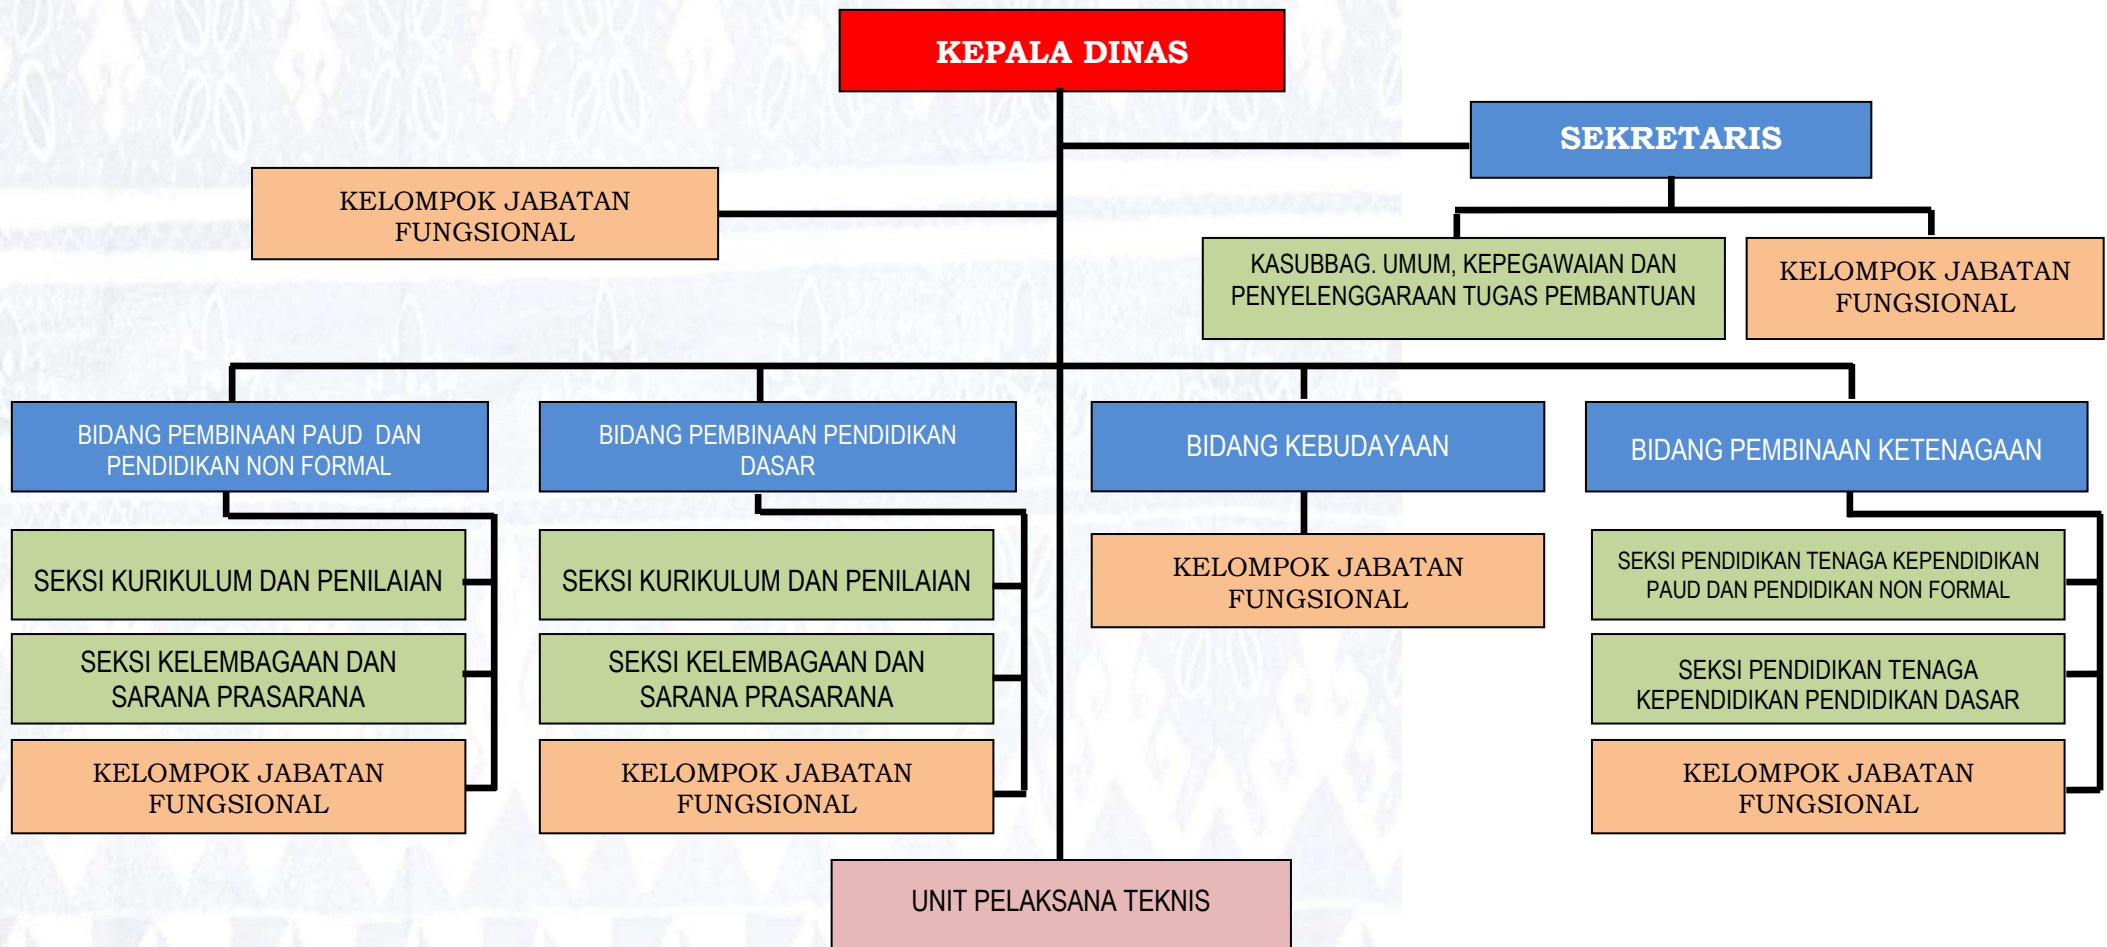 KEPALA DINAS
SEKRETARIS
KELOMPOK JABATAN
FUNGSIONAL
KASUBBAG. UMUM, KEPEGAWAIAN DAN
PENYELENGGARAAN TUGAS PEMBANTUAN
KELOMPOK JABATAN
FUNGSIONAL
BIDANG PEMBINAAN PAUD DAN
PENDIDIKAN NON FORMAL
SEKSI KURIKULUM DAN PENILAIAN
SEKSI KELEMBAGAAN DAN
SARANA PRASARANA
KELOMPOK JABATAN
FUNGSIONAL
BIDANG PEMBINAAN PENDIDIKAN
DASAR
SEKSI KURIKULUM DAN PENILAIAN
SEKSI KELEMBAGAAN DAN
SARANA PRASARANA
KELOMPOK JABATAN
FUNGSIONAL
BIDANG KEBUDAYAAN
KELOMPOK JABATAN
FUNGSIONAL
BIDANG PEMBINAAN KETENAGAAN
SEKSI PENDIDIKAN TENAGA KEPENDIDIKAN
PAUD DAN PENDIDIKAN NON FORMAL
SEKSI PENDIDIKAN TENAGA
KEPENDIDIKAN PENDIDIKAN DASAR
KELOMPOK JABATAN
FUNGSIONAL
UNIT PELAKSANA TEKNIS